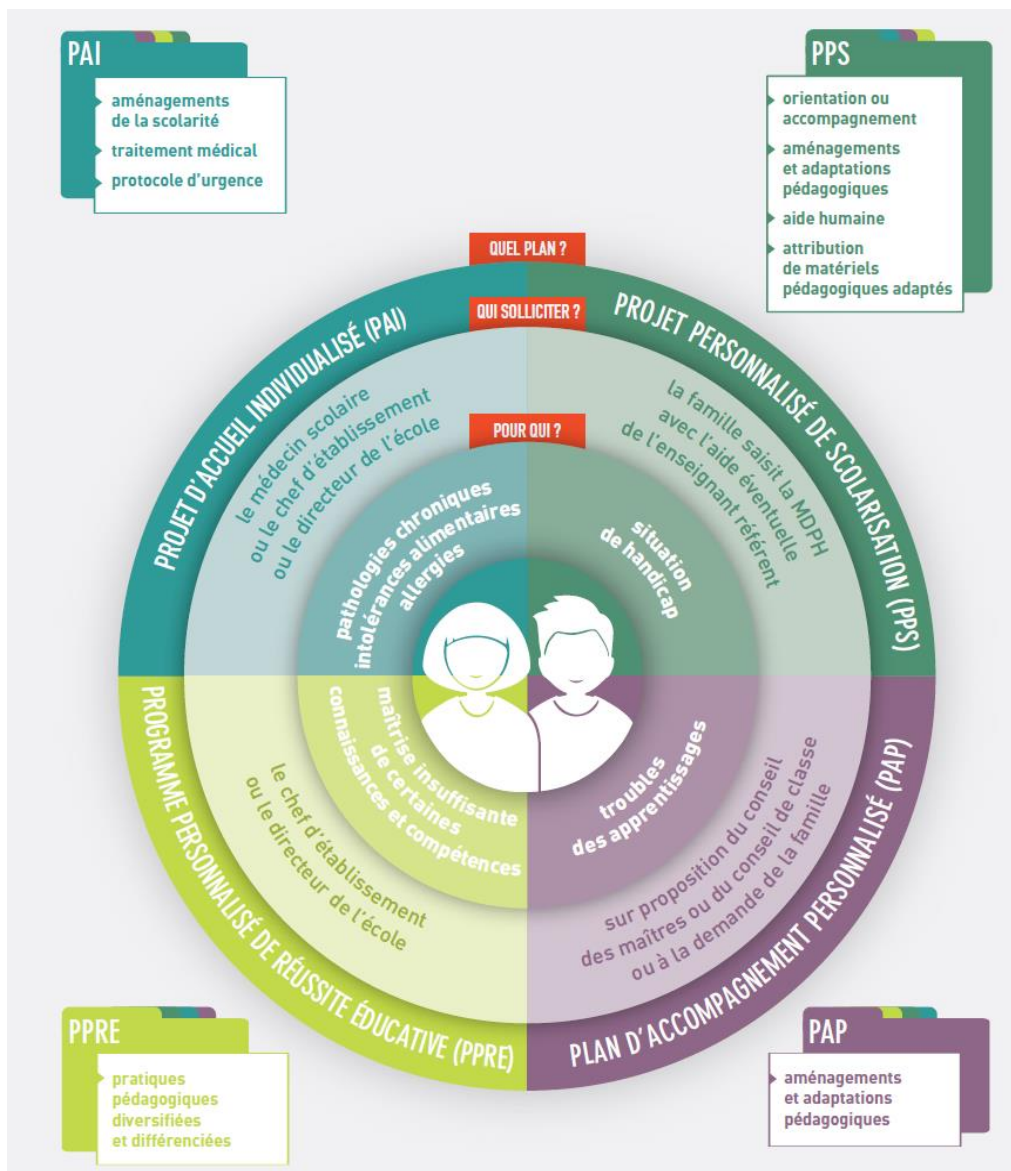 PAI
aménagements
de la scolarité
traitement médical
protocole d'urgence
PPS
orientation ou
accompagnement
aménagements
et adaptations
pédagogiques
aide humaine
attribution
de matériels
pédagogiques adaptés
QUEL PLAN ?
QUI SOLLICITER ?
POUR QUI ?
PROJET D'ACCUEIL INDIVIDUALISÉ (PAI)
le médecin scolaire
ou le chef d'établissement
ou le directeur de l'école
pathologies chroniques
intolérances alimentaires
allergies
PROJET PERSONNALISÉ DE SCOLARISATION (PPS)
la famille saisit la MDPH
avec l'aide éventuelle
de l'enseignant référent
situation
de handicap
PROGRAMME PERSONNALISÉ DE RÉUSSITE ÉDUCATIVE (PPRE)
le chef d'établissement
ou le directeur de l'école
maîtrise insuffisante
de certaines
connaissances et compétences
PLAN D'ACCOMPAGNEMENT PERSONNALISÉ (PAP)
sur proposition du conseil
des maîtres ou du conseil de classe
ou à la demande de la famille
troubles
des apprentissages
PPRE
pratiques
pédagogiques
diversifiées
et différenciées
PAP
aménagements
et adaptations
pédagogiques